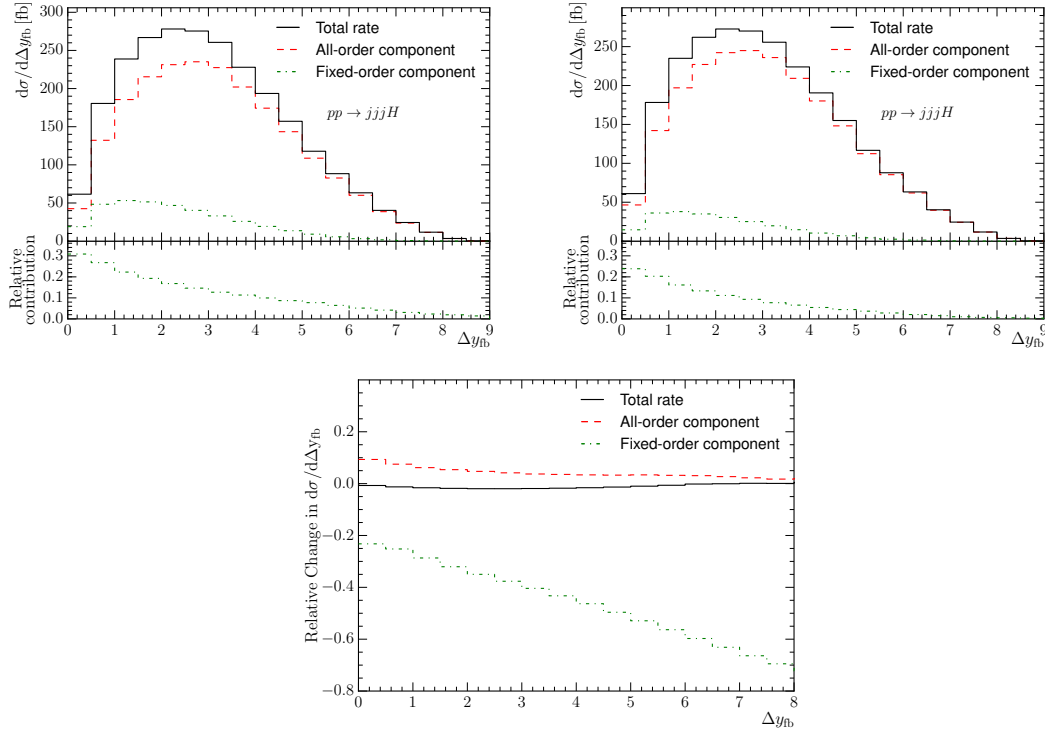 dσ/dΔy_fb [fb]
300
250
200
150
100
50
0
Total rate
All-order component
Fixed-order component
pp → jjjH
Relative
contribution
0.3
0.2
0.1
0.0
0 1 2 3 4 5 6 7 8 9
Δy_fb
dσ/dΔy_fb [fb]
250
200
150
100
50
0
Total rate
All-order component
Fixed-order component
pp → jjjH
Relative
contribution
0.3
0.2
0.1
0.0
0 1 2 3 4 5 6 7 8 9
Δy_fb
Relative Change in dσ/dΔy_fb
0.2
0.0
−0.2
−0.4
−0.6
−0.8
Total rate
All-order component
Fixed-order component
0 1 2 3 4 5 6 7 8
Δy_fb